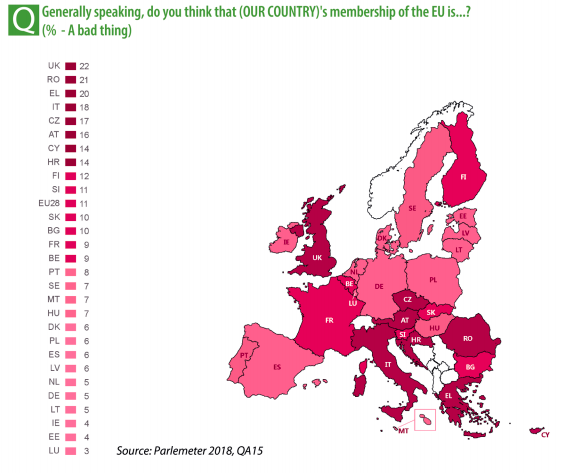 Q Generally speaking, do you think that (OUR COUNTRY)'s membership of the EU is...?
(% - A bad thing)
UK 22
RO 21
EL 20
IT 18
CZ 17
AT 16
CY 14
HR 14
FI 12
SI 11
EU28 11
SK 10
BG 10
FR 9
BE 9
PT 8
SE 7
MT 7
HU 7
DK 6
PL 6
ES 6
LV 6
NL 5
DE 5
LT 5
IE 4
EE 4
LU 3
FI
SE
EE
LV
LT
DK
IE
UK
NL
BE
LU
DE
PL
CZ
SK
AT
HU
SI
HR
RO
FR
BG
IT
PT
ES
EL
MT
CY
Source: Parlemeter 2018, QA15